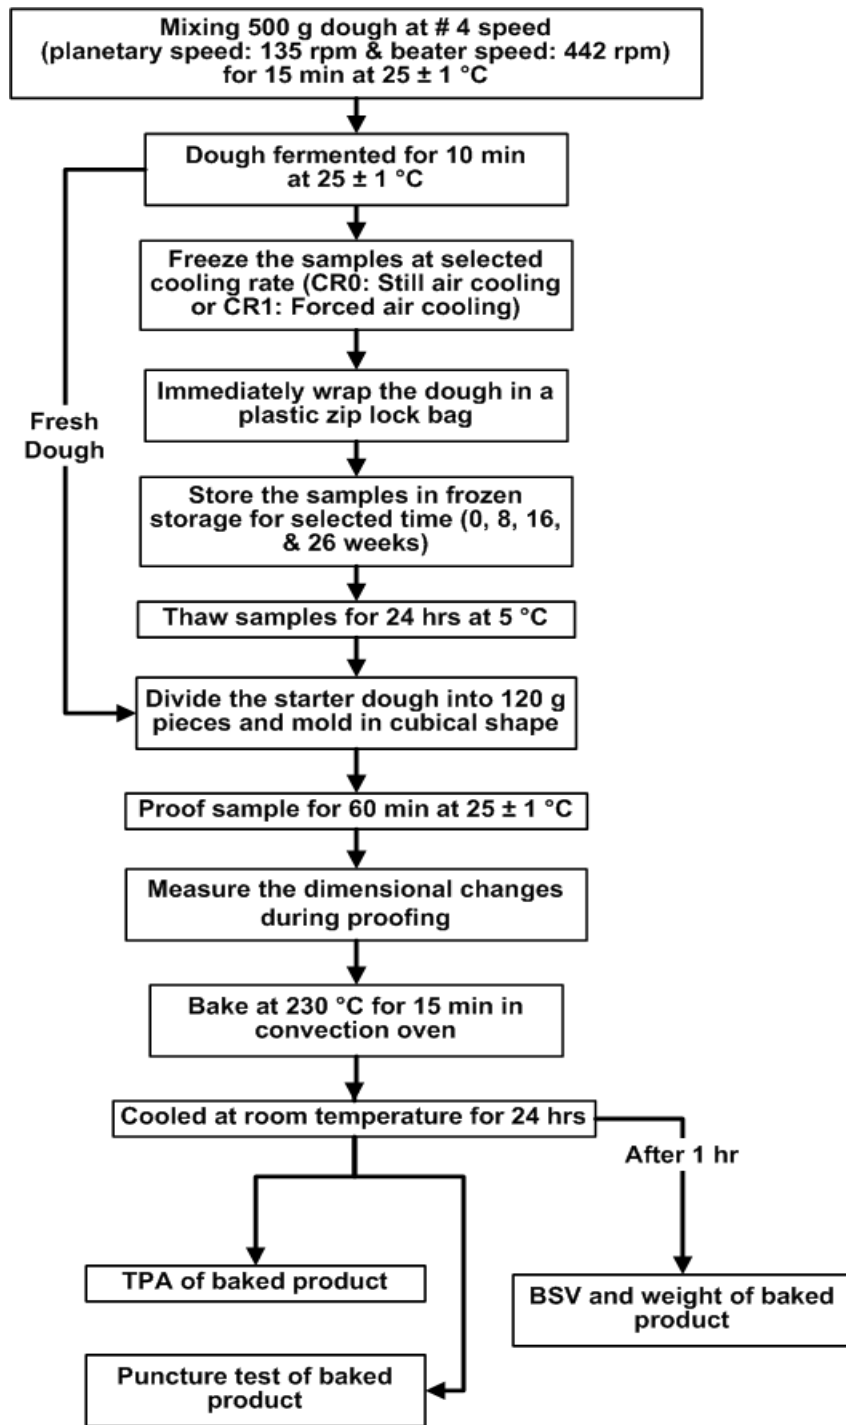 Mixing 500 g dough at # 4 speed
(planetary speed: 135 rpm & beater speed: 442 rpm)
for 15 min at 25 ± 1 °C
Dough fermented for 10 min
at 25 ± 1 °C
Freeze the samples at selected
cooling rate (CR0: Still air cooling
or CR1: Forced air cooling)
Immediately wrap the dough in a
plastic zip lock bag
Fresh
Dough
Store the samples in frozen
storage for selected time (0, 8, 16,
& 26 weeks)
Thaw samples for 24 hrs at 5 °C
Divide the starter dough into 120 g
pieces and mold in cubical shape
Proof sample for 60 min at 25 ± 1 °C
Measure the dimensional changes
during proofing
Bake at 230 °C for 15 min in
convection oven
Cooled at room temperature for 24 hrs
After 1 hr
TPA of baked product
BSV and weight of baked
product
Puncture test of baked
product